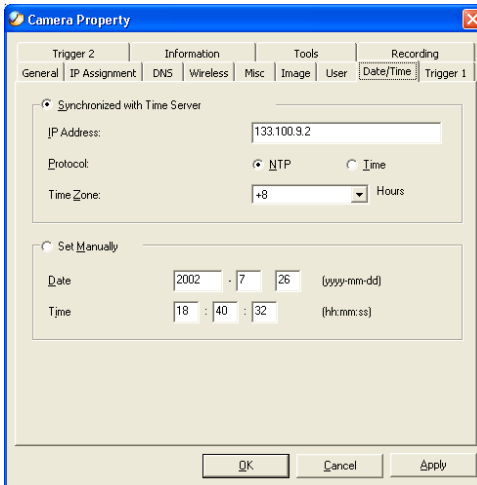 Camera Property
Trigger 2 Information Tools Recording
General IP Assignment DNS Wireless Misc Image User Date/Time Trigger 1
Synchronized with Time Server
IP Address: 133.100.9.2
Protocol: NTP Time
Time Zone: +8 Hours
Set Manually
Date 2002 - 7 26 (yyyy-mm-dd)
Time 18 : 40 : 32 (hh:mm:ss)
OK Cancel Apply